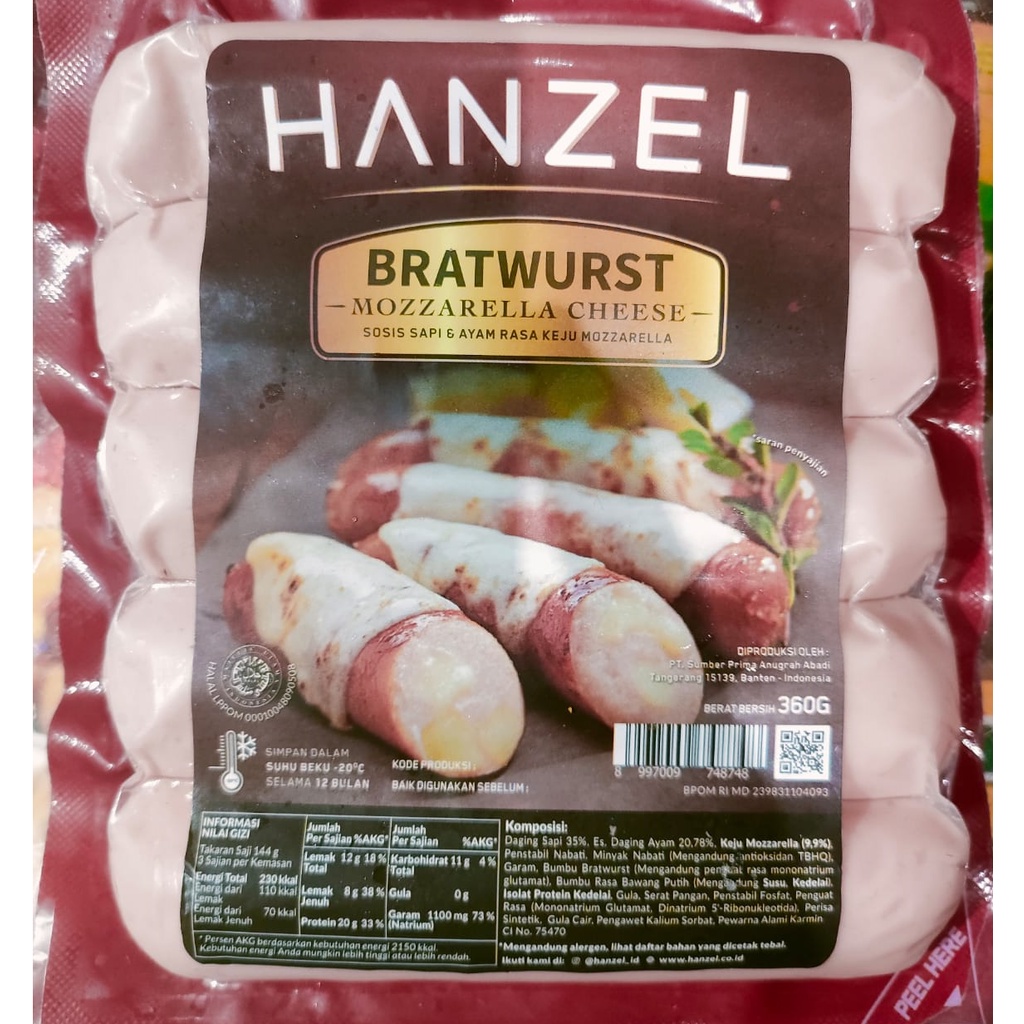 HANZEL
BRATWURST
MOZZARELLA CHEESE
SOSIS SAPI & AYAM RASA KEJU MOZZARELLA
*saran penyajian
HALAL LPPOM 00010048090508
DIPRODUKSI OLEH :
PT. Sumber Prima Anugrah Abadi
Tangerang 15139, Banten - Indonesia
BERAT BERSIH 360G
8 997009 748748
BPOM RI MD 239831104093
SIMPAN DALAM
SUHU BEKU -20°C
SELAMA 12 BULAN
KODE PRODUKSI :
BAIK DIGUNAKAN SEBELUM :
INFORMASI
NILAI GIZI
Takaran Saji 144 g
3 Sajian per Kemasan
Energi Total 230 kkal
Energi dari 110 kkal
Lemak
Energi dari 70 kkal
Lemak Jenuh
Jumlah
Per Sajian %AKG*
Lemak 12 g 18 %
Total
Lemak 8 g 38 %
Jenuh
Protein 20 g 33 %
Jumlah
Per Sajian %AKG*
Karbohidrat 11 g 4 %
Total
Gula 0 g
Garam 1100 mg 73 %
(Natrium)
* Persen AKG berdasarkan kebutuhan energi 2150 kkal.
Kebutuhan energi Anda mungkin lebih tinggi atau lebih rendah.
Komposisi:
Daging Sapi 35%, Es, Daging Ayam 20,78%, Keju Mozzarella (9,9%),
Penstabil Nabati, Minyak Nabati (Mengandung antioksidan TBHQ),
Garam, Bumbu Bratwurst (Mengandung penguat rasa mononatrium
glutamat), Bumbu Rasa Bawang Putih (Mengandung Susu, Kedelai),
Isolat Protein Kedelai, Gula, Serat Pangan, Penstabil Fosfat, Penguat
Rasa (Mononatrium Glutamat, Dinatrium 5'-Ribonukleotida), Perisa
Sintetik, Gula Cair, Pengawet Kalium Sorbat, Pewarna Alami Karmin
CI No. 75470
*Mengandung alergen, lihat daftar bahan yang dicetak tebal.
Ikuti kami di: @hanzel_id www.hanzel.co.id
PEEL HERE